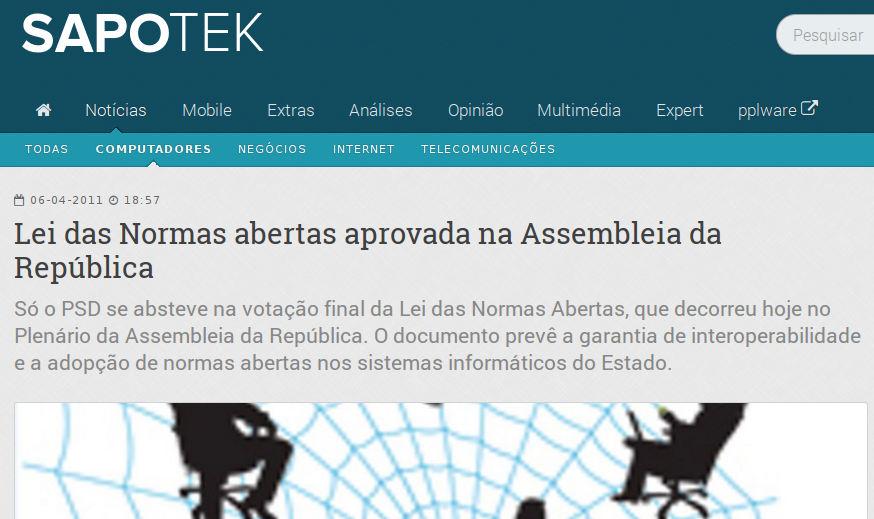 SAPOTEK
Pesquisar
Notícias Mobile Extras Análises Opinião Multimédia Expert pplware
TODAS COMPUTADORES NEGÓCIOS INTERNET TELECOMUNICAÇÕES
06-04-2011 18:57
Lei das Normas abertas aprovada na Assembleia da
República
Só o PSD se absteve na votação final da Lei das Normas Abertas, que decorreu hoje no
Plenário da Assembleia da República. O documento prevê a garantia de interoperabilidade
e a adopção de normas abertas nos sistemas informáticos do Estado.